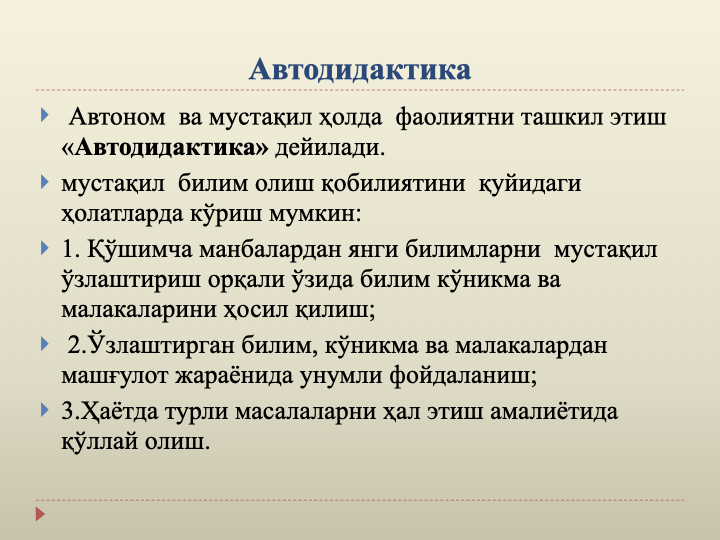 Автодидактика
Автоном ва мустақил ҳолда фаолиятни ташкил этиш
«Автодидактика» дейилади.
мустақил билим олиш қобилиятини қуйидаги
ҳолатларда кўриш мумкин:
1. Қўшимча манбалардан янги билимларни мустақил
ўзлаштириш орқали ўзида билим кўникма ва
малакаларини ҳосил қилиш;
2.Ўзлаштирган билим, кўникма ва малакалардан
машғулот жараёнида унумли фойдаланиш;
3.Ҳаётда турли масалаларни ҳал этиш амалиётида
қўллай олиш.